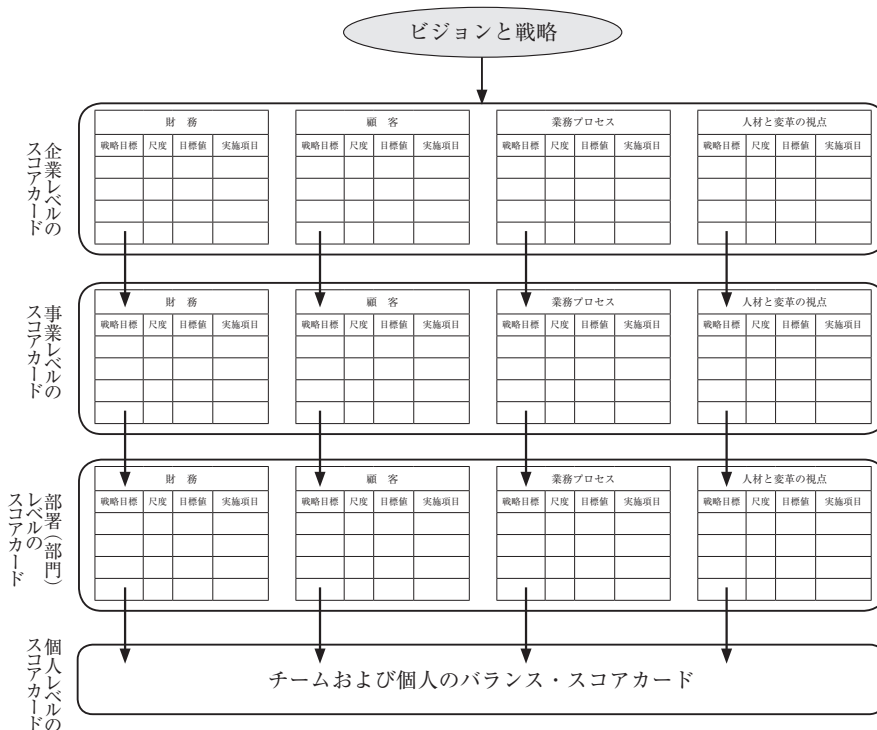 ビジョンと戦略
企業レベルの
スコアカード
財　務
戦略目標 尺度 目標値 実施項目
顧　客
戦略目標 尺度 目標値 実施項目
業務プロセス
戦略目標 尺度 目標値 実施項目
人材と変革の視点
戦略目標 尺度 目標値 実施項目
事業レベルの
スコアカード
財　務
戦略目標 尺度 目標値 実施項目
顧　客
戦略目標 尺度 目標値 実施項目
業務プロセス
戦略目標 尺度 目標値 実施項目
人材と変革の視点
戦略目標 尺度 目標値 実施項目
部署（部門）
レベルの
スコアカード
財　務
戦略目標 尺度 目標値 実施項目
顧　客
戦略目標 尺度 目標値 実施項目
業務プロセス
戦略目標 尺度 目標値 実施項目
人材と変革の視点
戦略目標 尺度 目標値 実施項目
個人レベルの
スコアカード
チームおよび個人のバランス・スコアカード